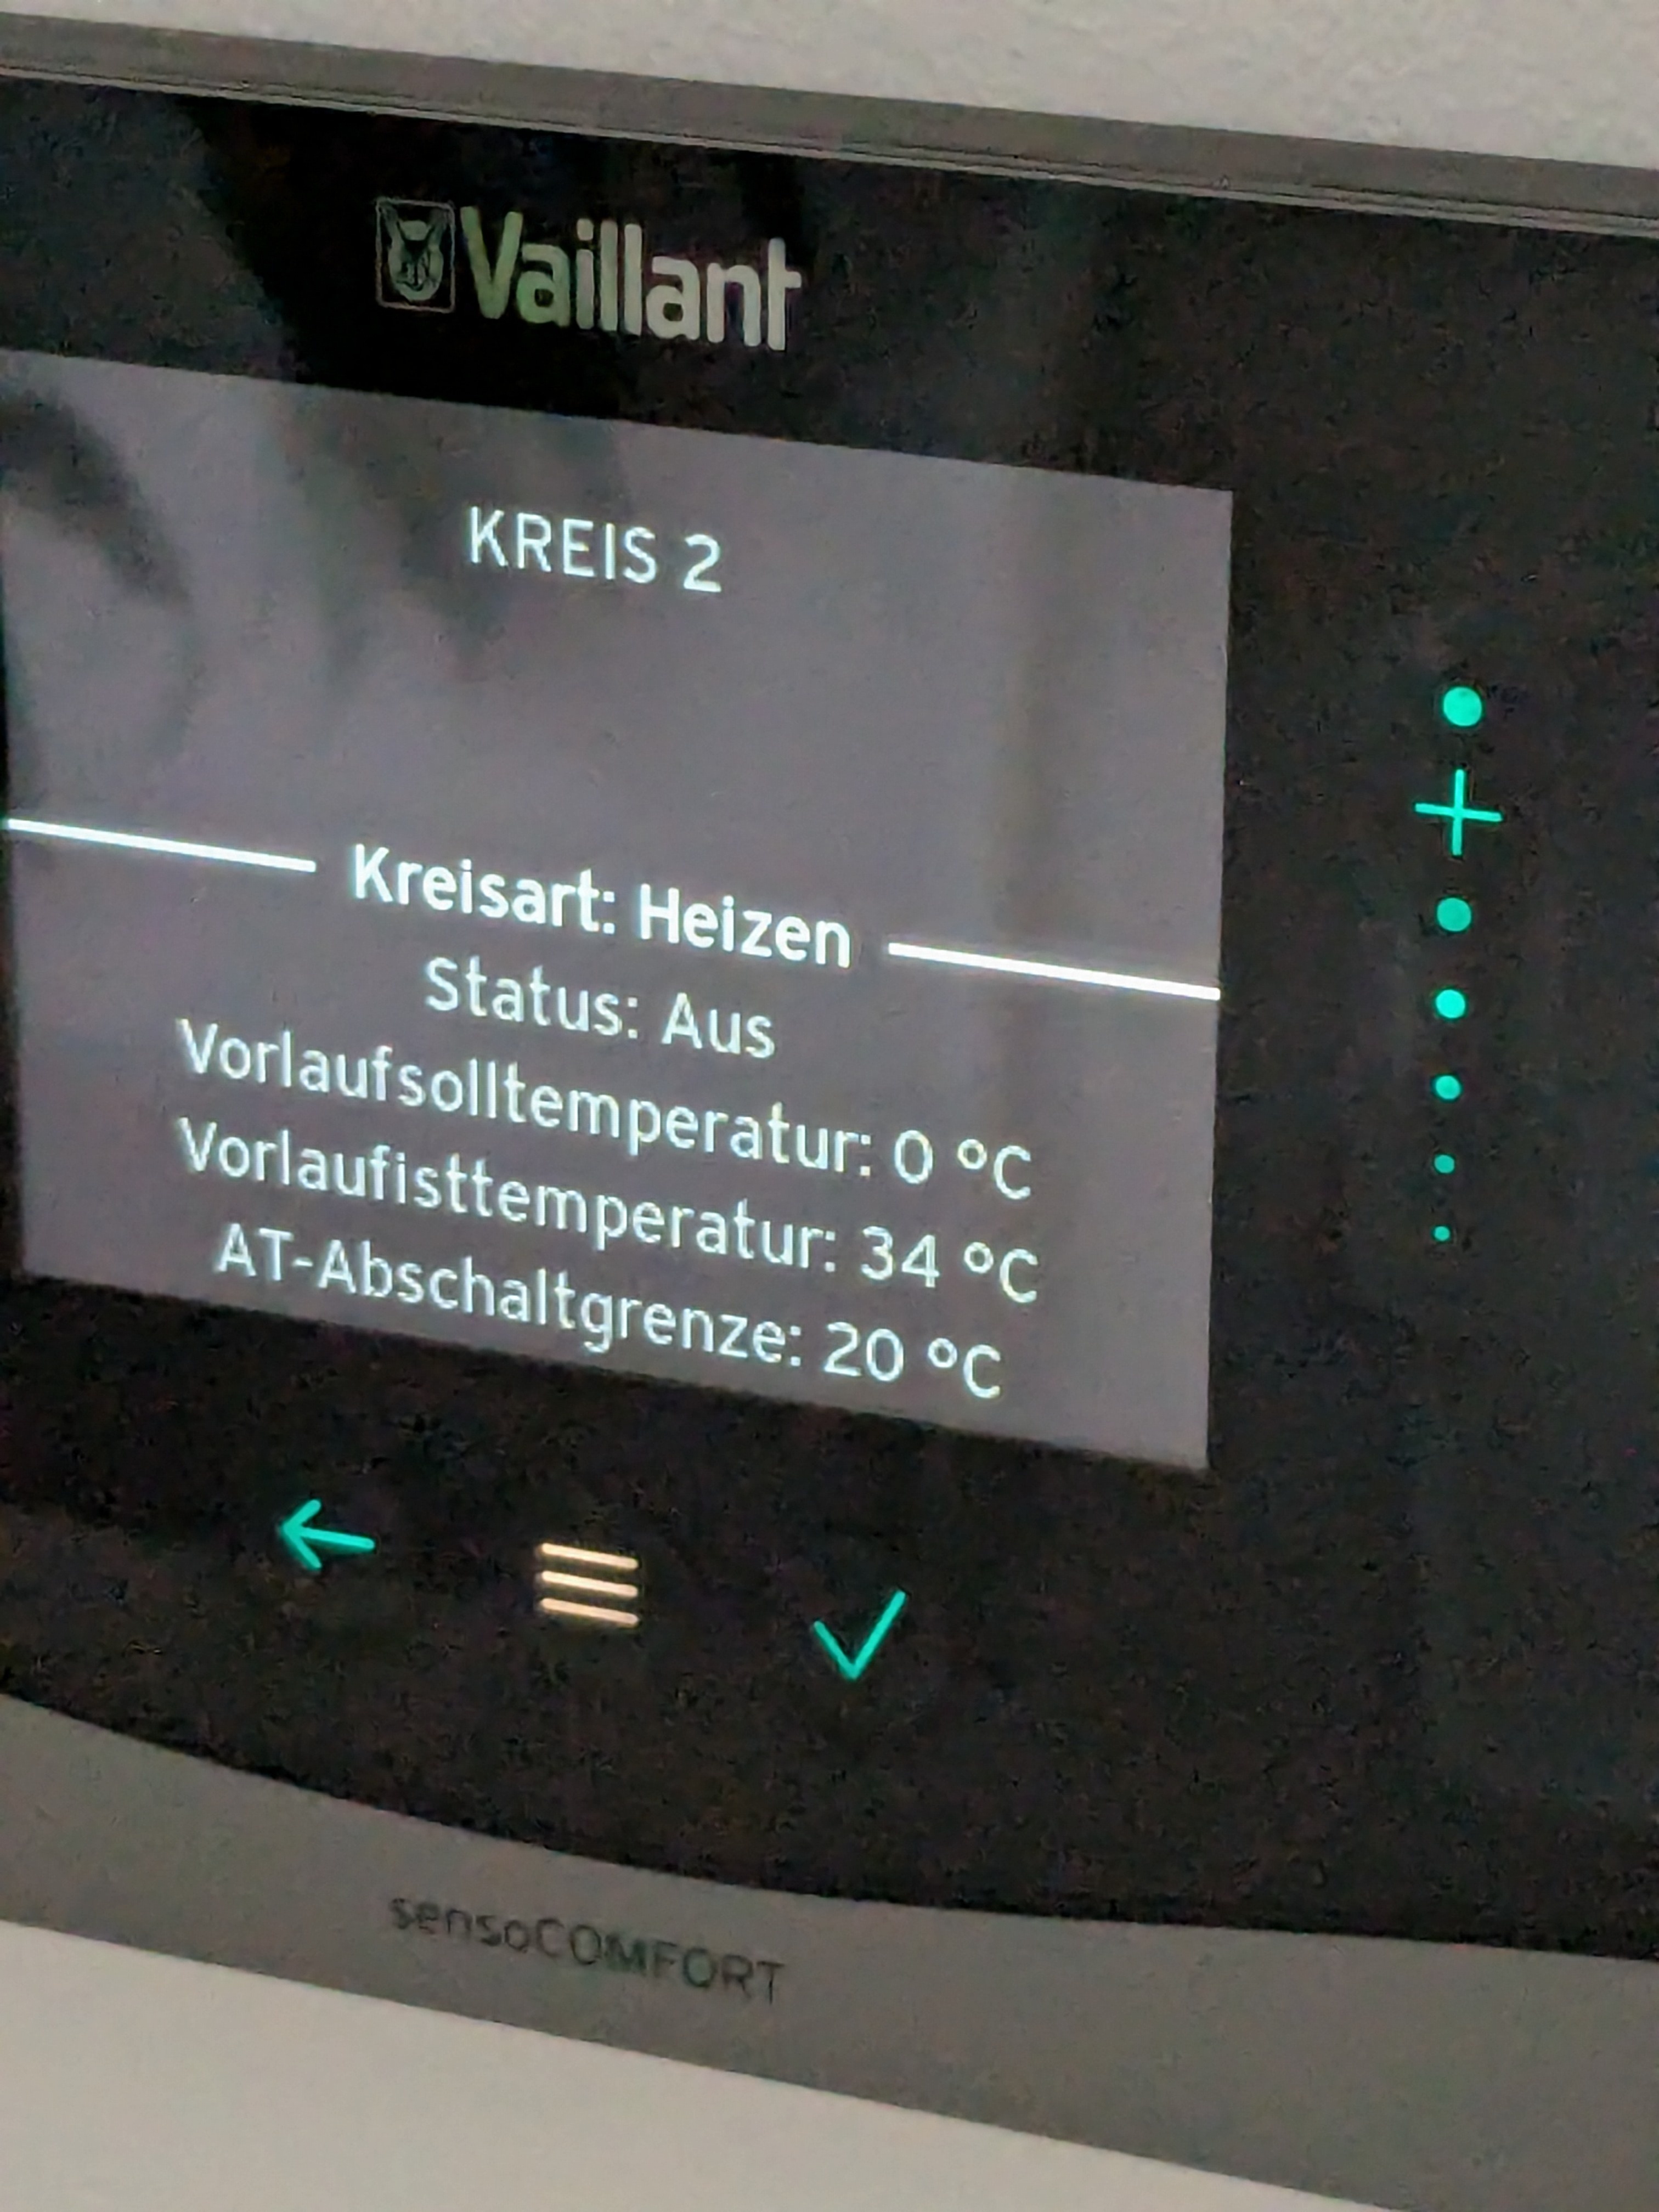 Vaillant
KREIS 2
Kreisart: Heizen
Status: Aus
Vorlaufsolltemperatur: 0 °C
Vorlaufisttemperatur: 34 °C
AT-Abschaltgrenze: 20 °C
sensoCOMFORT